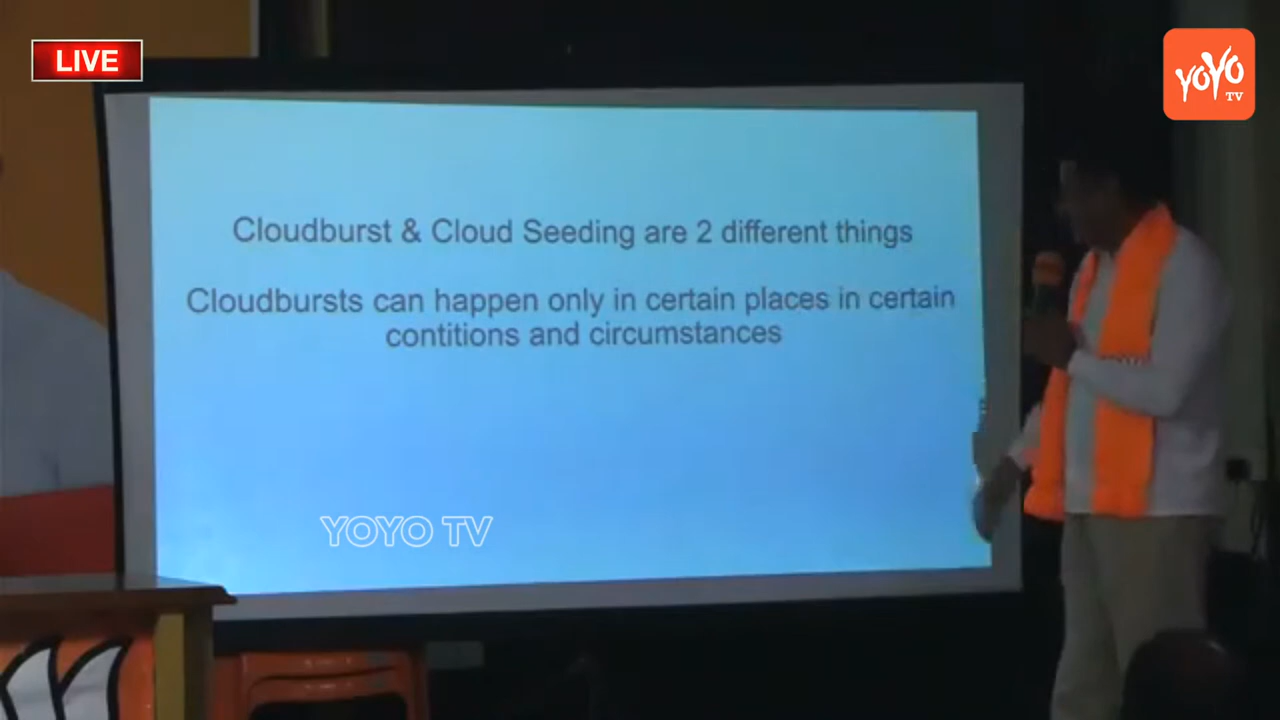 LIVE
YOYO
TV
Cloudburst & Cloud Seeding are 2 different things
Cloudbursts can happen only in certain places in certain
contitions and circumstances
YOYO TV